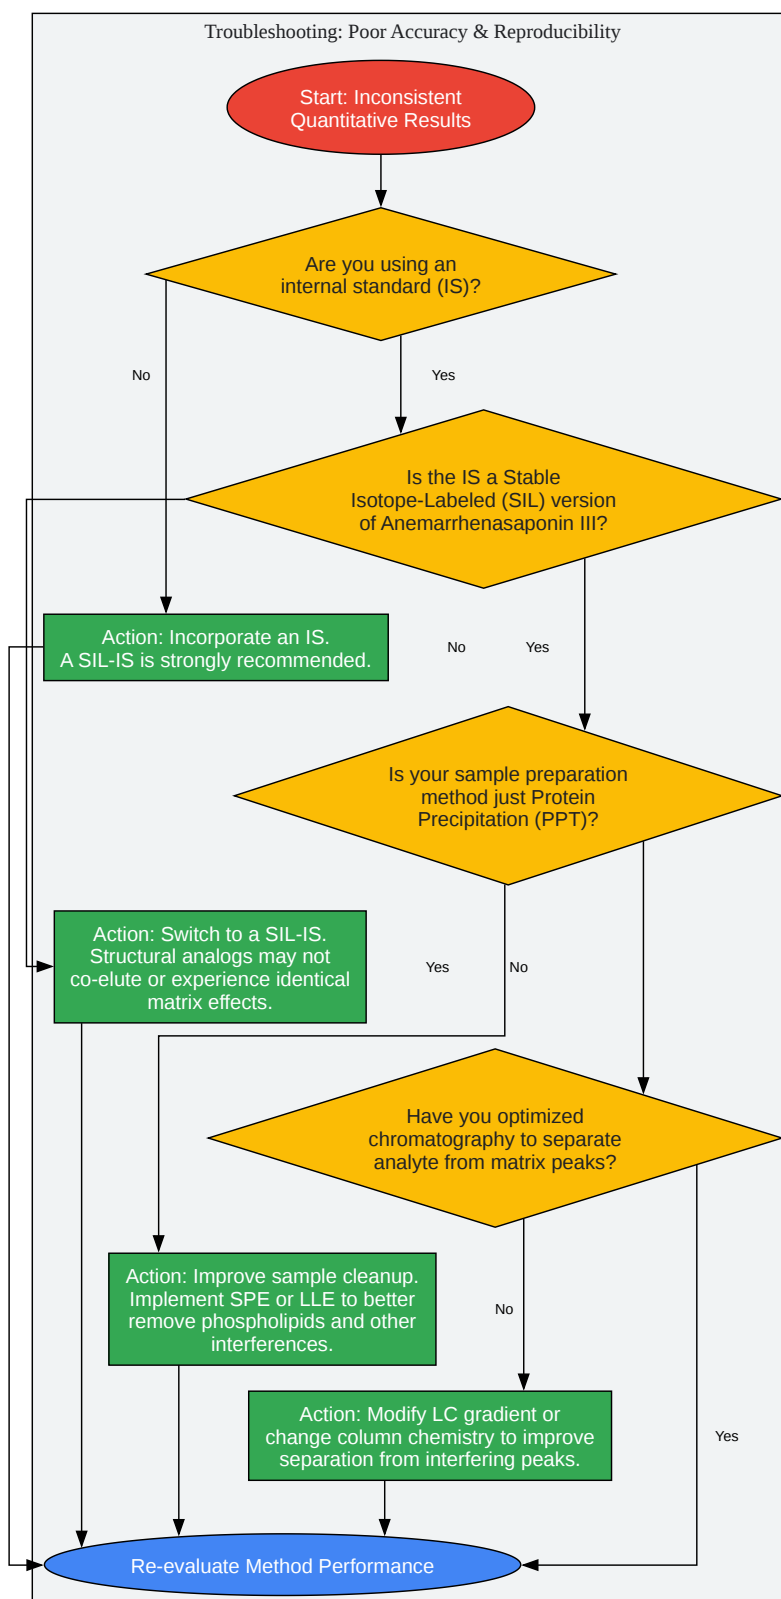 Troubleshooting: Poor Accuracy & Reproducibility
Start: Inconsistent
Quantitative Results
Are you using an
internal standard (IS)?
No
Yes
Is the IS a Stable
Isotope-Labeled (SIL) version
of Anemarrhenasaponin III?
Action: Incorporate an IS.
A SIL-IS is strongly recommended.
No
Yes
Is your sample preparation
method just Protein
Precipitation (PPT)?
Action: Switch to a SIL-IS.
Structural analogs may not
co-elute or experience identical
matrix effects.
Yes
No
Have you optimized
chromatography to separate
analyte from matrix peaks?
Action: Improve sample cleanup.
Implement SPE or LLE to better
remove phospholipids and other
interferences.
No
Action: Modify LC gradient or
change column chemistry to improve
separation from interfering peaks.
Yes
Re-evaluate Method Performance